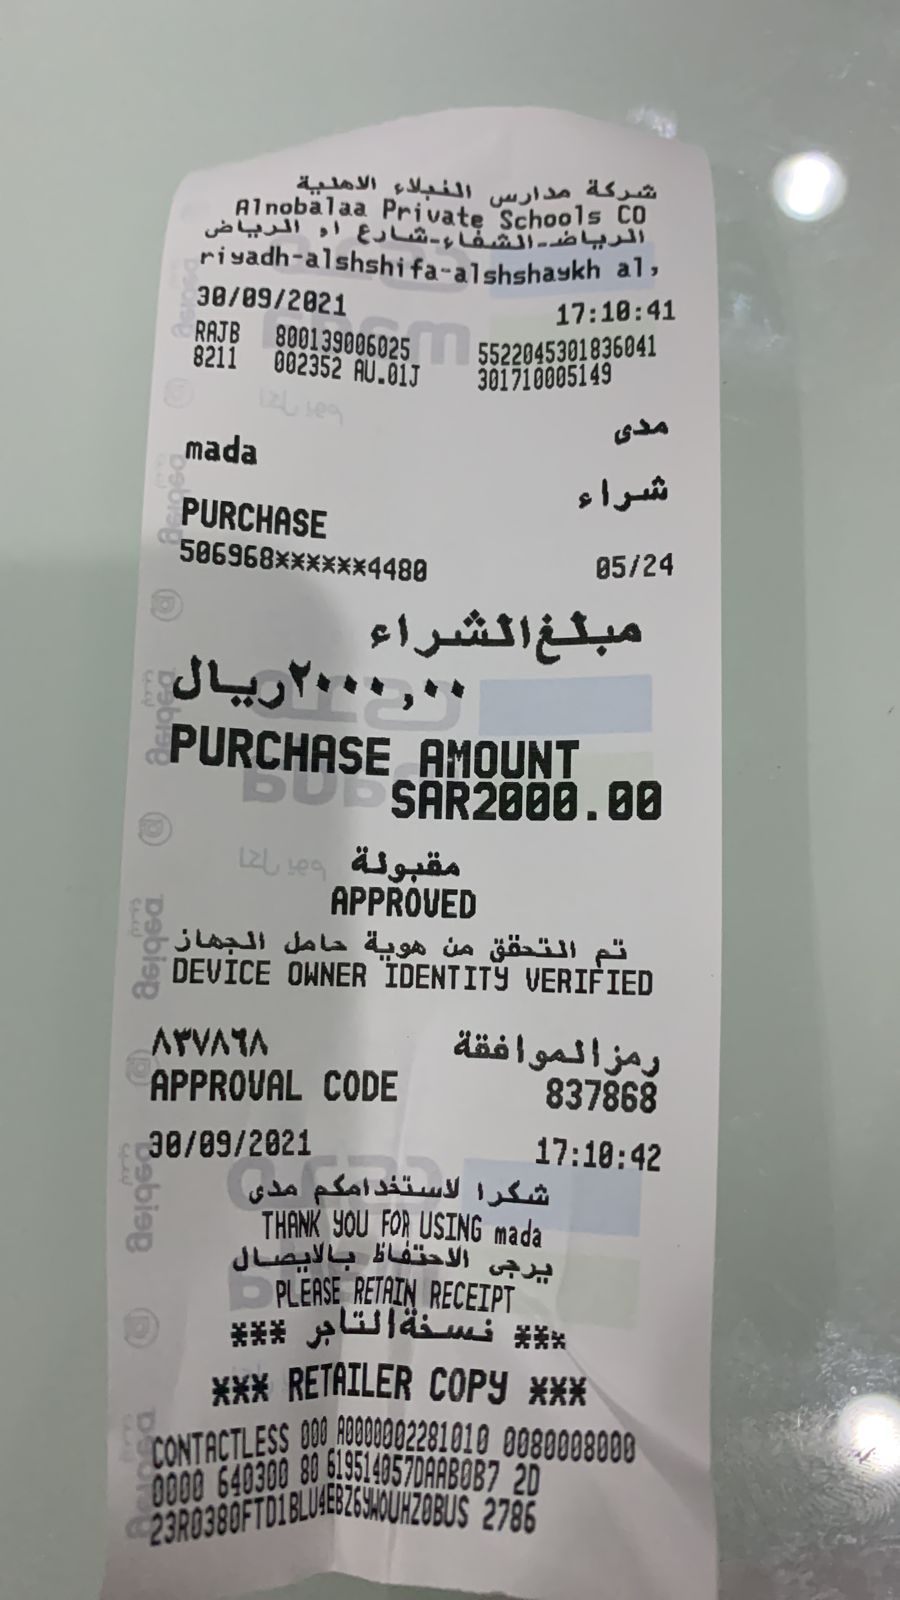 شركة مدارس النبلاء الاهلية
Alnobalaa Private Schools CO
الرياض-الشفاء-شارع او الرياض
riyadh-alshshifa-alshshaykh al,
30/09/2021 17:10:41
RAJB 800139006025 5522045301836041
8211 002352 AU.01J 301710005149
مدى
mada
شراء
PURCHASE
506968******4480 05/24
مبلغ الشراء
٢٠٠٠,٠٠ ريال
PURCHASE AMOUNT
SAR2000.00
مقبولة
APPROVED
تم التحقق من هوية حامل الجهاز
DEVICE OWNER IDENTITY VERIFIED
رمز الموافقة ٨٣٧٨٦٨
APPROVAL CODE 837868
30/09/2021 17:10:42
شكرا لاستخدامكم مدى
THANK YOU FOR USING mada
يرجى الاحتفاظ بالايصال
PLEASE RETAIN RECEIPT
*** نسخة التاجر ***
*** RETAILER COPY ***
CONTACTLESS 000 A0000002281010 0080008000
0000 640300 80 619514057DAAB0B7 2D
23R0380FTD1BLU4EBZ6YWOUHZ0BUS 2786